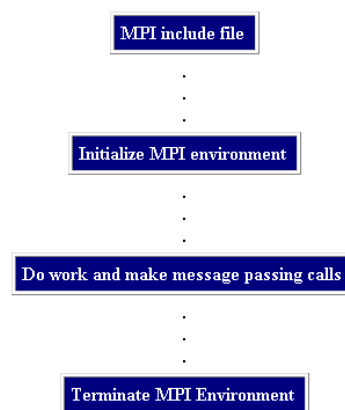 MPI include file
.
.
.
Initialize MPI environment
.
.
.
Do work and make message passing calls
.
.
.
Terminate MPI Environment